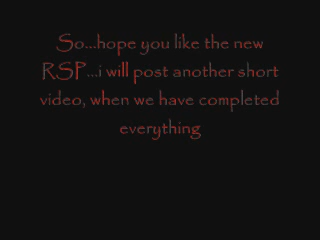 So...hope you like the new
RSP...i will post another short
video, when we have completed
everything